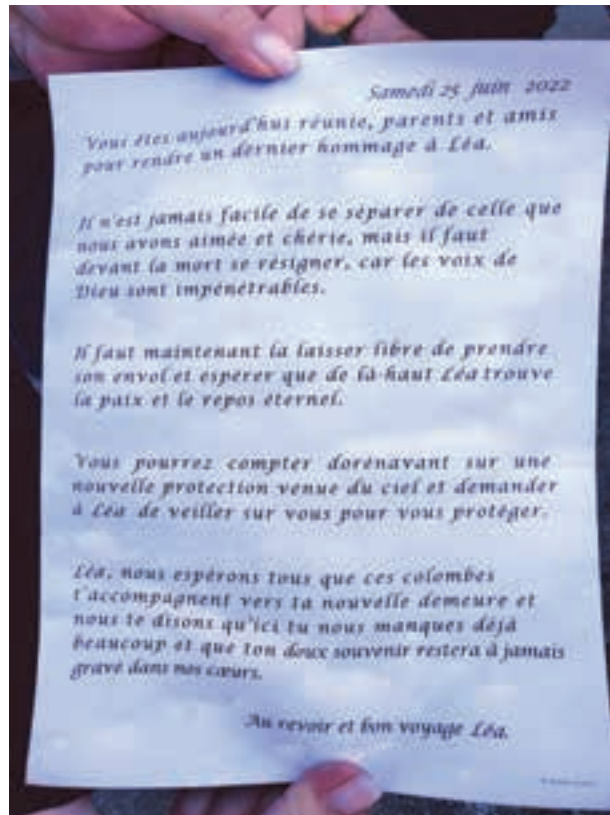 Samedi 25 juin 2022
Vous êtes aujourd'hui réunie, parents et amis
pour rendre un dernier hommage à Léa.
Il n'est jamais facile de se séparer de celle que
nous avons aimée et chérie, mais il faut
devant la mort se résigner, car les voix de
Dieu sont impénétrables.
Il faut maintenant la laisser libre de prendre
son envol et espérer que de là-haut Léa trouve
la paix et le repos éternel.
Vous pourrez compter dorénavant sur une
nouvelle protection venue du ciel et demander
à Léa de veiller sur vous pour vous protéger.
Léa, nous espérons tous que ces colombes
t'accompagnent vers ta nouvelle demeure et
nous te disons qu'ici tu nous manques déjà
beaucoup et que ton doux souvenir restera à jamais
gravé dans nos cœurs.
Au revoir et bon voyage Léa.